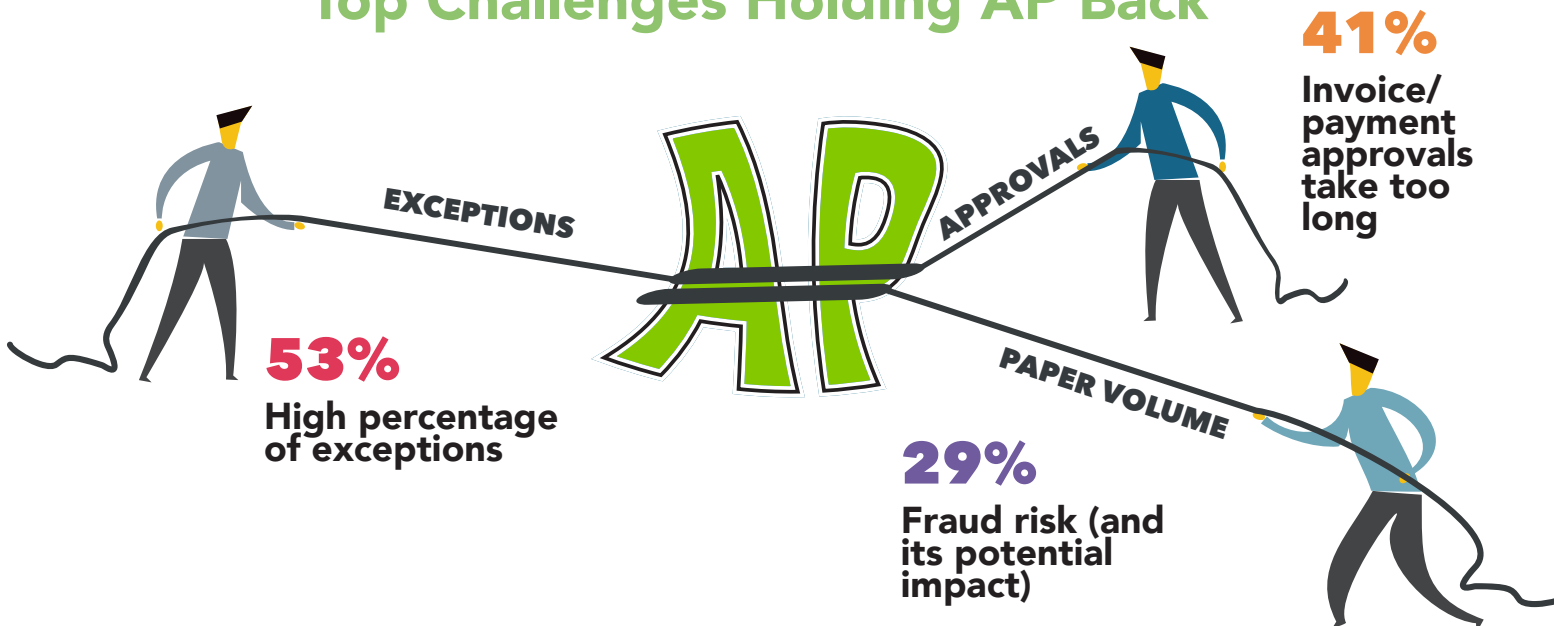 Top Challenges Holding AP Back
41%
Invoice/
payment
approvals
take too
long
EXCEPTIONS
AP
APPROVALS
53%
High percentage
of exceptions
PAPER VOLUME
29%
Fraud risk (and
its potential
impact)